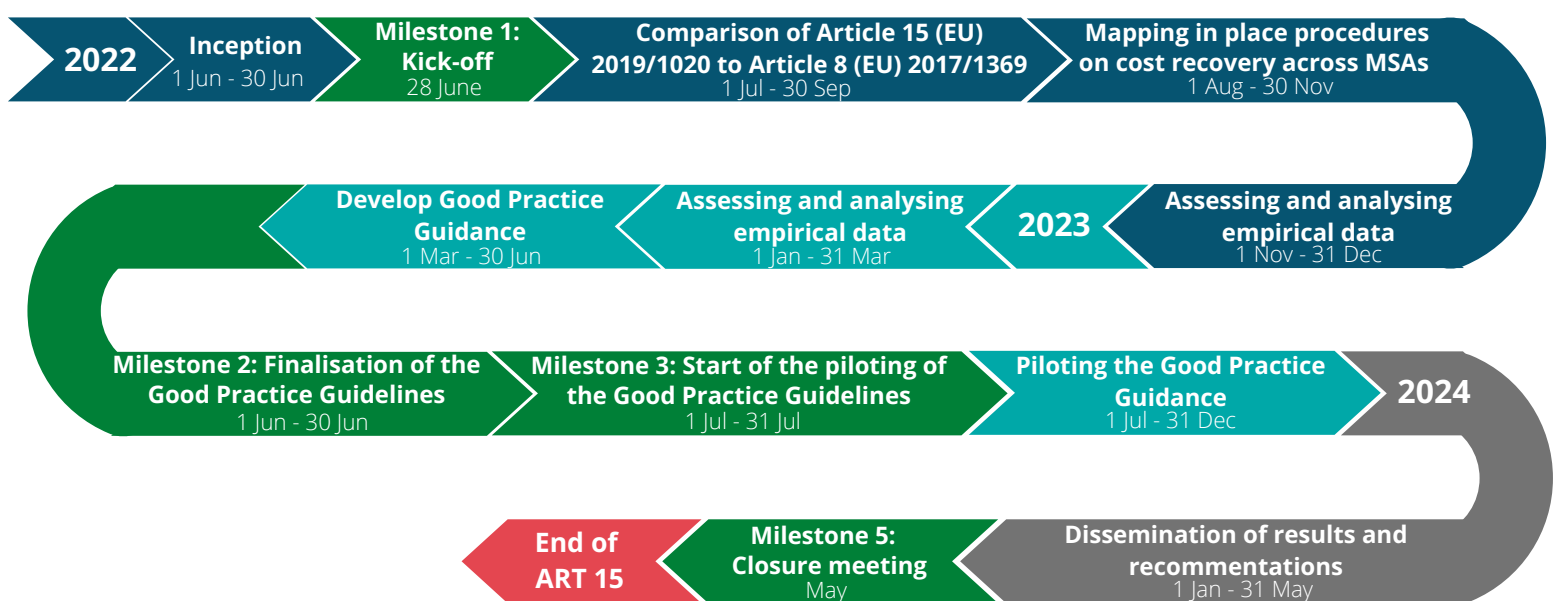 2022
Inception
1 Jun - 30 Jun
Milestone 1:
Kick-off
28 June
Comparison of Article 15 (EU)
2019/1020 to Article 8 (EU) 2017/1369
1 Jul - 30 Sep
Mapping in place procedures
on cost recovery across MSAs
1 Aug - 30 Nov
Assessing and analysing
empirical data
1 Nov - 31 Dec
2023
Assessing and analysing
empirical data
1 Jan - 31 Mar
Develop Good Practice
Guidance
1 Mar - 30 Jun
Milestone 2: Finalisation of the
Good Practice Guidelines
1 Jun - 30 Jun
Milestone 3: Start of the piloting of
the Good Practice Guidelines
1 Jul - 31 Jul
Piloting the Good Practice
Guidance
1 Jul - 31 Dec
2024
Dissemination of results and
recommentations
1 Jan - 31 May
Milestone 5:
Closure meeting
May
End of
ART 15